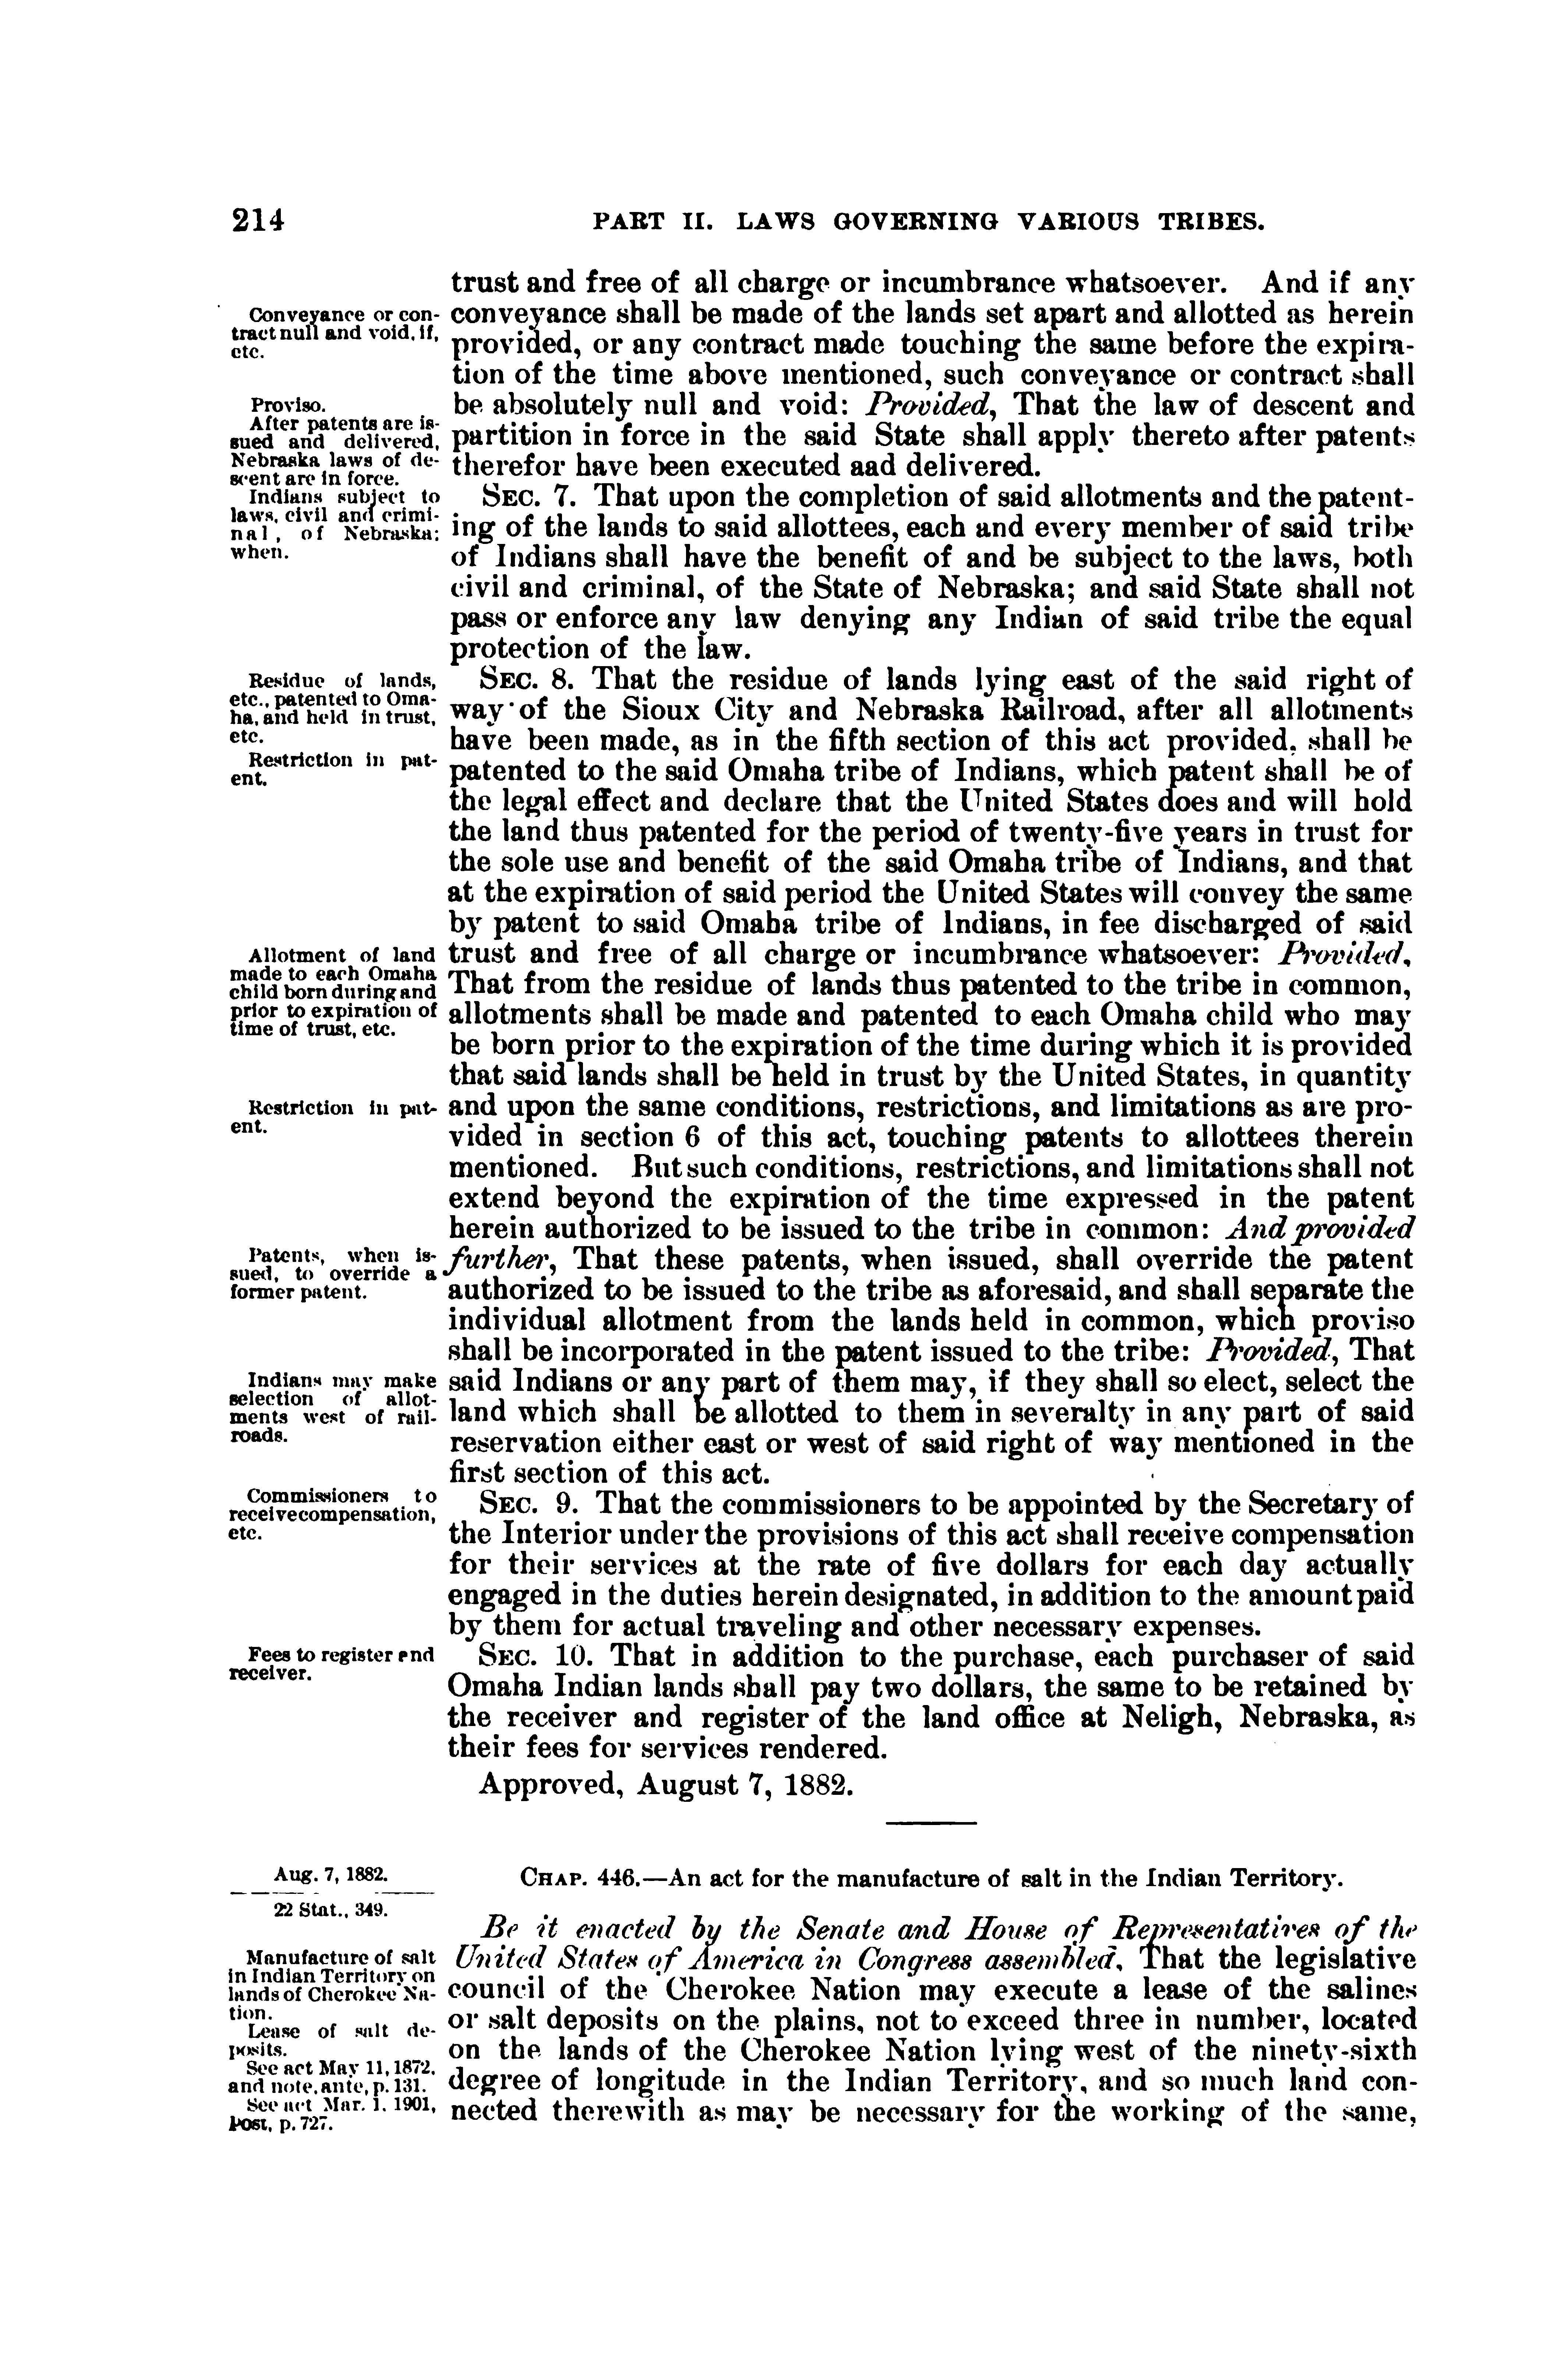 214
PART II. LAWS GOVERNING VARIOUS TRIBES.
trust and free of all charge or incumbrance whatsoever. And if any
Conveyance or con-
tract null and void, if,
etc.
conveyance shall be made of the lands set apart and allotted as herein
provided, or any contract made touching the same before the expira-
tion of the time above mentioned, such conveyance or contract shall
Proviso.
After patents are is-
sued and delivered,
Nebraska laws of de-
scent are in force.
be absolutely null and void: Provided, That the law of descent and
partition in force in the said State shall apply thereto after patents
therefor have been executed aad delivered.
Indians subject to
laws, civil and crimi-
nal, of Nebraska;
when.
SEC. 7. That upon the completion of said allotments and the patent-
ing of the lands to said allottees, each and every member of said tribe
of Indians shall have the benefit of and be subject to the laws, both
civil and criminal, of the State of Nebraska; and said State shall not
pass or enforce any law denying any Indian of said tribe the equal
protection of the law.
Residue of lands,
etc., patented to Oma-
ha, and held in trust,
etc.
Restriction in pat-
ent.
SEC. 8. That the residue of lands lying east of the said right of
way of the Sioux City and Nebraska Railroad, after all allotments
have been made, as in the fifth section of this act provided, shall be
patented to the said Omaha tribe of Indians, which patent shall be of
the legal effect and declare that the United States does and will hold
the land thus patented for the period of twenty-five years in trust for
the sole use and benefit of the said Omaha tribe of Indians, and that
at the expiration of said period the United States will convey the same
by patent to said Omaha tribe of Indians, in fee discharged of said
Allotment of land
made to each Omaha
child born during and
prior to expiration of
time of trust, etc.
trust and free of all charge or incumbrance whatsoever: Provided,
That from the residue of lands thus patented to the tribe in common,
allotments shall be made and patented to each Omaha child who may
be born prior to the expiration of the time during which it is provided
that said lands shall be held in trust by the United States, in quantity
Restriction in pat-
ent.
and upon the same conditions, restrictions, and limitations as are pro-
vided in section 6 of this act, touching patents to allottees therein
mentioned. But such conditions, restrictions, and limitations shall not
extend beyond the expiration of the time expressed in the patent
herein authorized to be issued to the tribe in common: And provided
Patents, when is-
sued, to override a
former patent.
further, That these patents, when issued, shall override the patent
authorized to be issued to the tribe as aforesaid, and shall separate the
individual allotment from the lands held in common, which proviso
shall be incorporated in the patent issued to the tribe: Provided, That
Indians may make
selection of allot-
ments west of rail-
roads.
said Indians or any part of them may, if they shall so elect, select the
land which shall be allotted to them in severalty in any part of said
reservation either east or west of said right of way mentioned in the
first section of this act.
Commissioners to
receive compensation,
etc.
SEC. 9. That the commissioners to be appointed by the Secretary of
the Interior under the provisions of this act shall receive compensation
for their services at the rate of five dollars for each day actually
engaged in the duties herein designated, in addition to the amount paid
by them for actual traveling and other necessary expenses.
Fees to register and
receiver.
SEC. 10. That in addition to the purchase, each purchaser of said
Omaha Indian lands shall pay two dollars, the same to be retained by
the receiver and register of the land office at Neligh, Nebraska, as
their fees for services rendered.
Approved, August 7, 1882.
Aug. 7, 1882.
22 Stat., 349.
CHAP. 446.—An act for the manufacture of salt in the Indian Territory.
Manufacture of salt
in Indian Territory on
lands of Cherokee Na-
tion.
Lease of salt de-
posits.
See act May 11, 1872,
and note, ante, p. 131.
See act Mar. 1, 1901,
post, p. 727.
Be it enacted by the Senate and House of Representatives of the
United States of America in Congress assembled, That the legislative
council of the Cherokee Nation may execute a lease of the salines
or salt deposits on the plains, not to exceed three in number, located
on the lands of the Cherokee Nation lying west of the ninety-sixth
degree of longitude in the Indian Territory, and so much land con-
nected therewith as may be necessary for the working of the same,